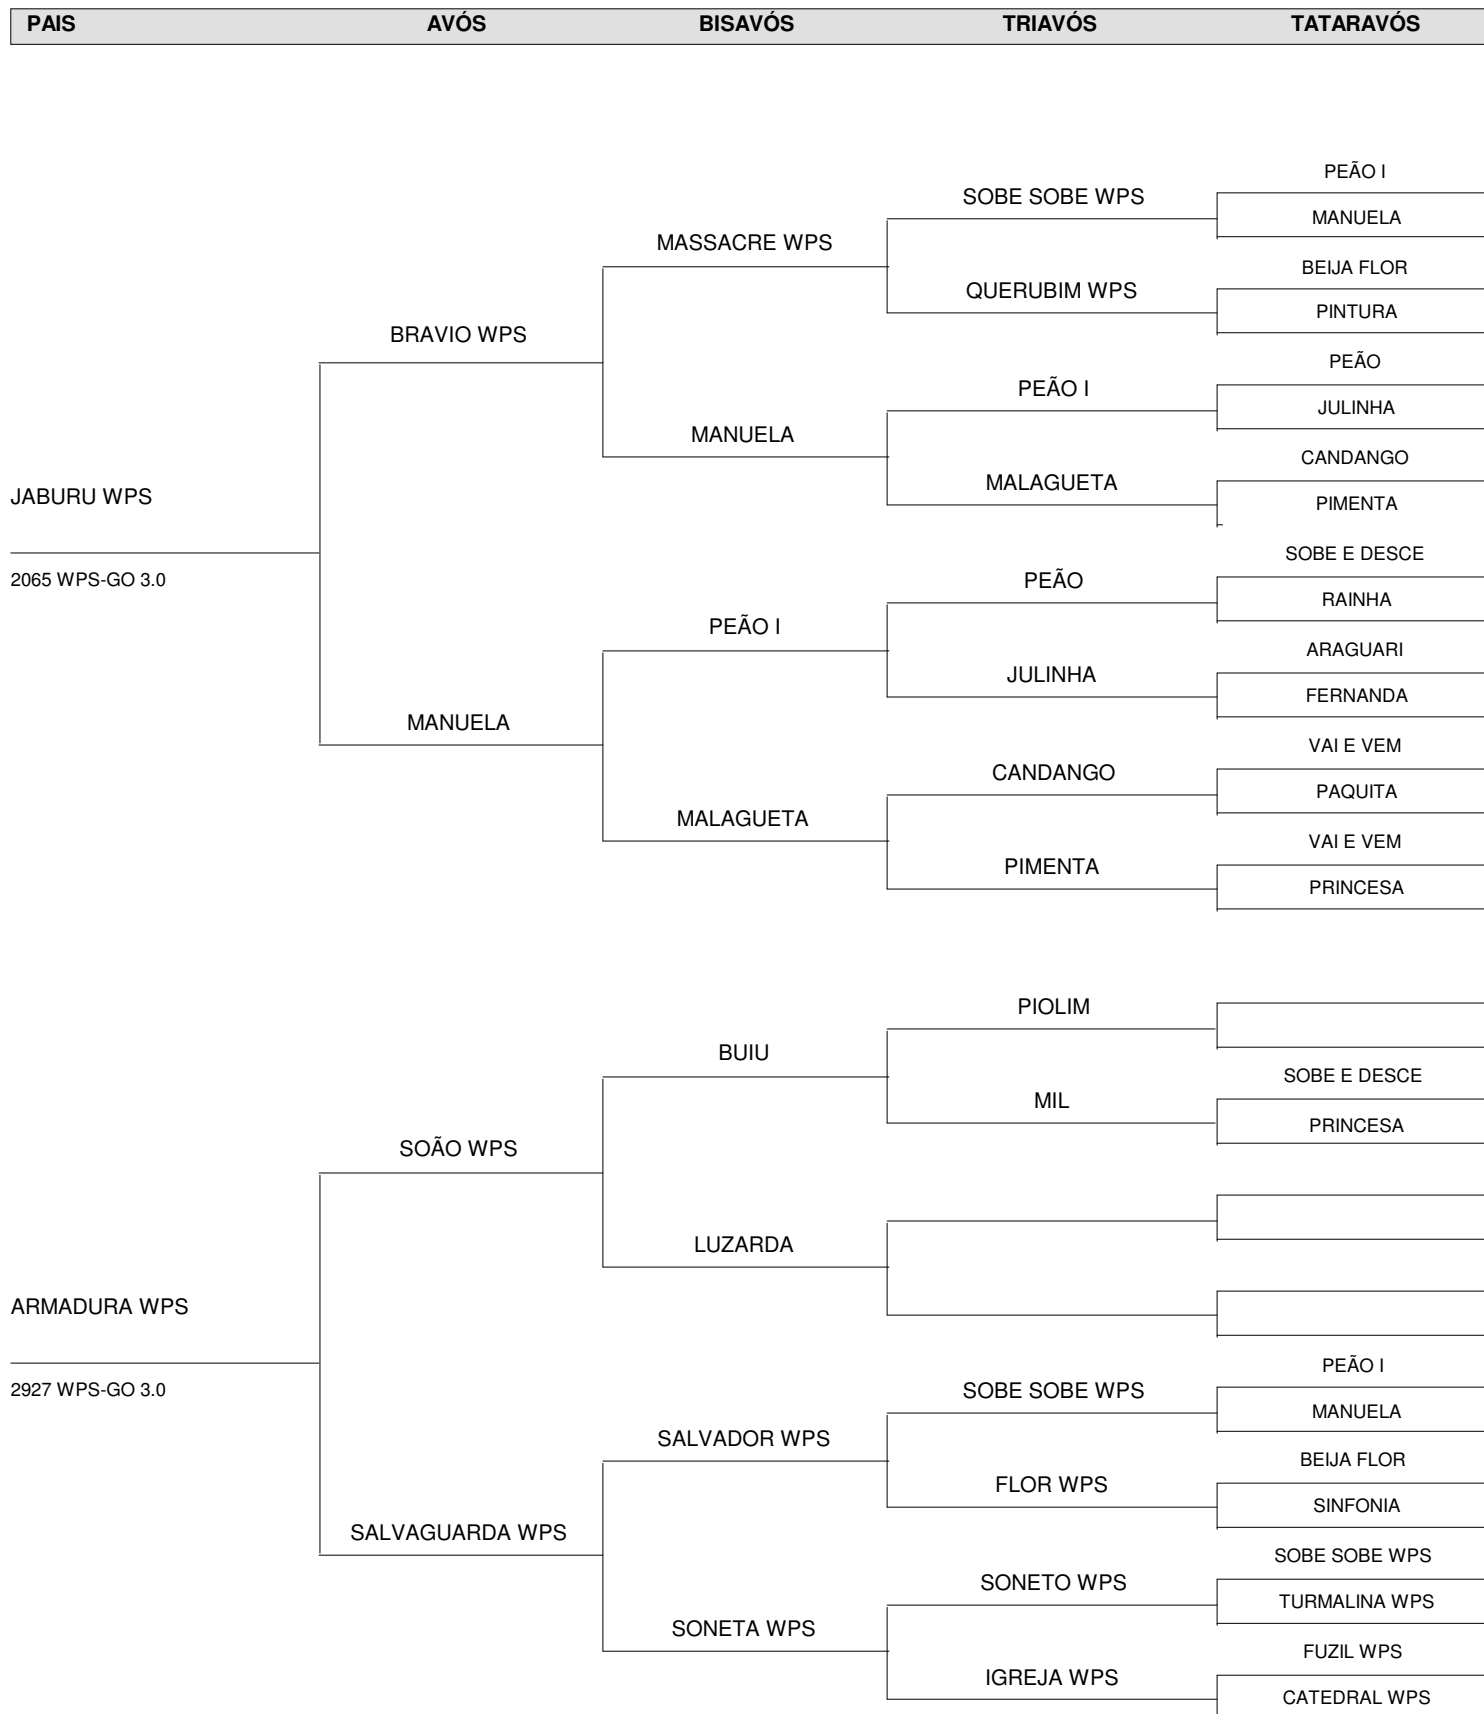 PAIS AVÓS BISAVÓS TRIAVÓS TATARAVÓS
PEÃO I
SOBE SOBE WPS
MANUELA
MASSACRE WPS
BEIJA FLOR
QUERUBIM WPS
PINTURA
BRAVIO WPS
PEÃO
PEÃO I
JULINHA
MANUELA
CANDANGO
MALAGUETA
JABURU WPS
PIMENTA
SOBE E DESCE
2065 WPS-GO 3.0
PEÃO
RAINHA
PEÃO I
ARAGUARI
JULINHA
FERNANDA
MANUELA
VAI E VEM
CANDANGO
PAQUITA
MALAGUETA
VAI E VEM
PIMENTA
PRINCESA
PIOLIM
BUIU
SOBE E DESCE
MIL
PRINCESA
SOÃO WPS
LUZARDA
ARMADURA WPS
PEÃO I
2927 WPS-GO 3.0
SOBE SOBE WPS
MANUELA
SALVADOR WPS
BEIJA FLOR
FLOR WPS
SINFONIA
SALVAGUARDA WPS
SOBE SOBE WPS
SONETO WPS
TURMALINA WPS
SONETA WPS
FUZIL WPS
IGREJA WPS
CATEDRAL WPS